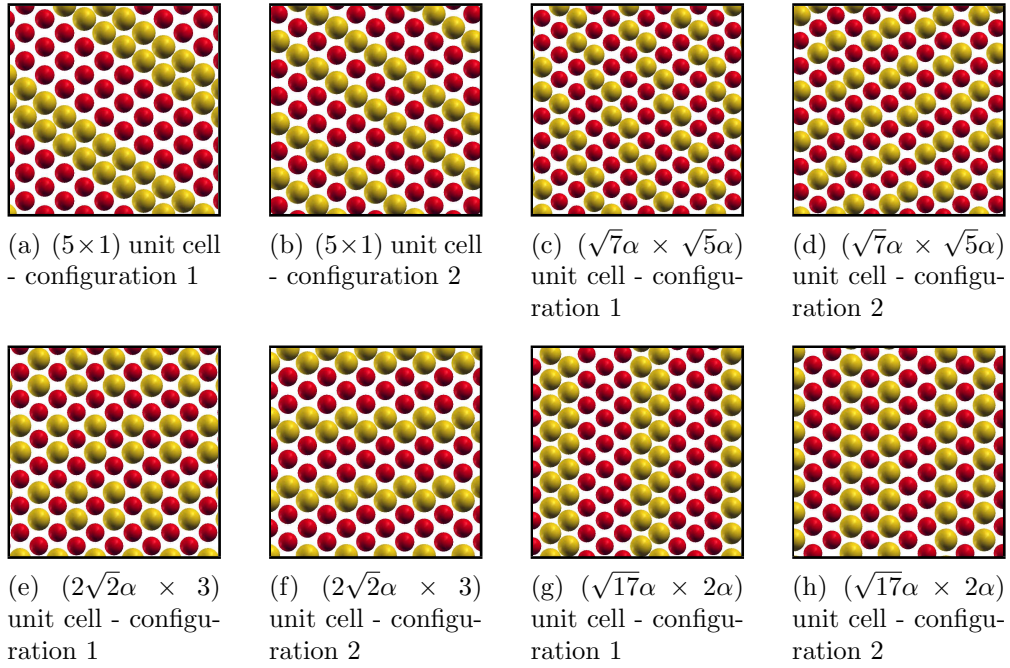 (a) (5×1) unit cell
- configuration 1
(b) (5×1) unit cell
- configuration 2
(c) (√7α × √5α)
unit cell - configu-
ration 1
(d) (√7α × √5α)
unit cell - configu-
ration 2
(e) (2√2α × 3)
unit cell - configu-
ration 1
(f) (2√2α × 3)
unit cell - configu-
ration 2
(g) (√17α × 2α)
unit cell - configu-
ration 1
(h) (√17α × 2α)
unit cell - configu-
ration 2